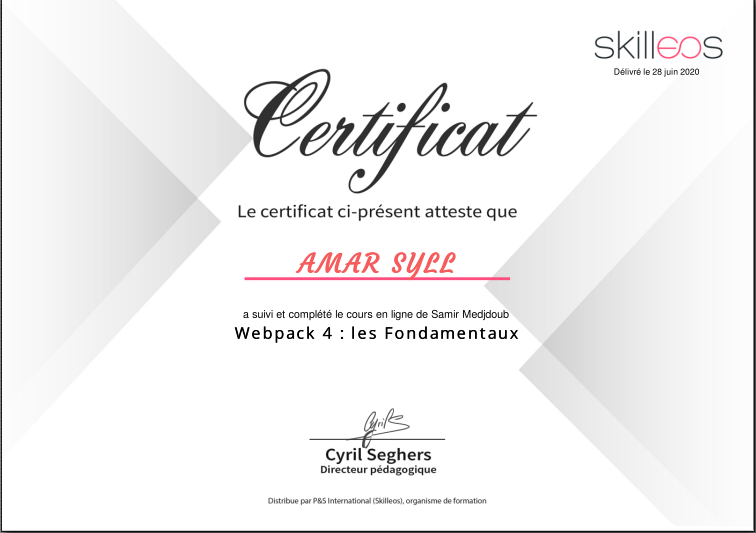 skilleos
Délivré le 28 juin 2020
Certificat
Le certificat ci-présent atteste que
AMAR SYLL
a suivi et complété le cours en ligne de Samir Medjdoub
Webpack 4 : les Fondamentaux
Cyril S
Cyril Seghers
Directeur pédagogique
Distribue par P&S International (Skilleos), organisme de formation